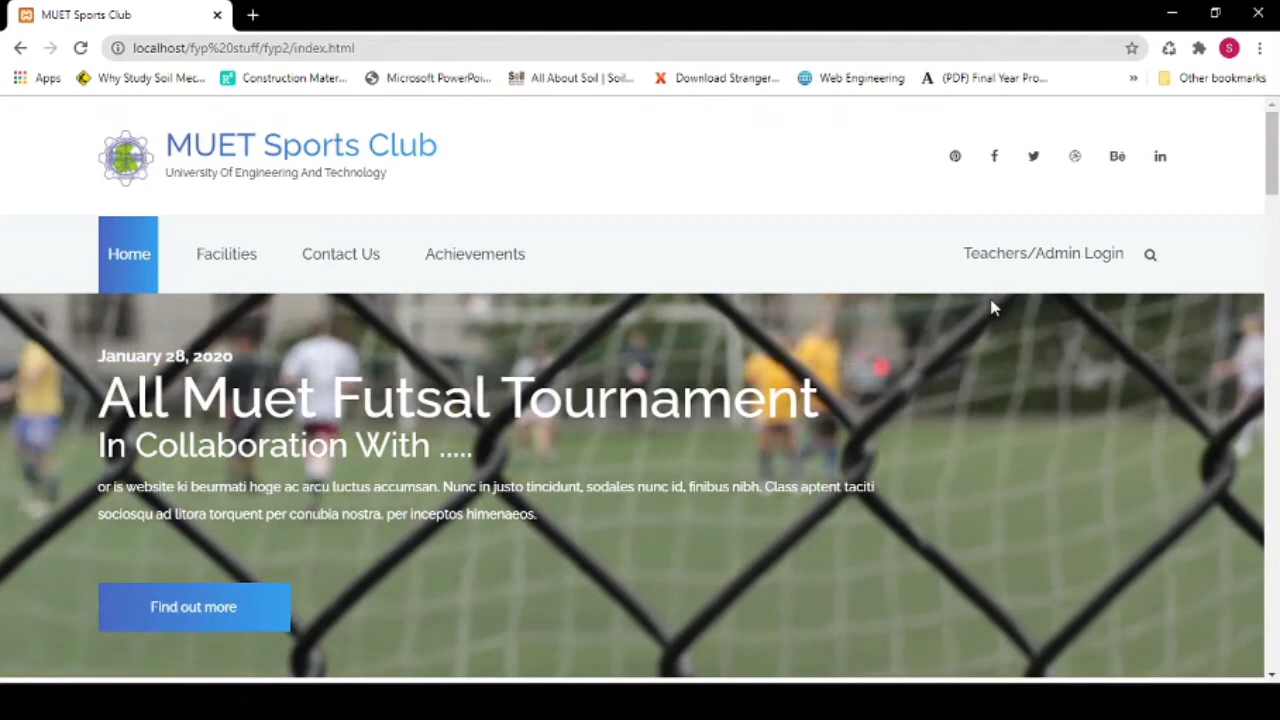 MUET Sports Club
localhost/fyp%20stuff/fyp2/index.html
S
Apps
Why Study Soil Mec...
Construction Mater...
Microsoft PowerPoi...
All About Soil | Soil...
Download Stranger...
Web Engineering
(PDF) Final Year Pro...
»
Other bookmarks
MUET Sports Club
University Of Engineering And Technology
Home
Facilities
Contact Us
Achievements
Teachers/Admin Login
January 28, 2020
All Muet Futsal Tournament
In Collaboration With .....
or is website ki beurmati hoge ac arcu luctus accumsan. Nunc in justo tincidunt, sodales nunc id, finibus nibh. Class aptent taciti
sociosqu ad litora torquent per conubia nostra, per inceptos himenaeos.
Find out more